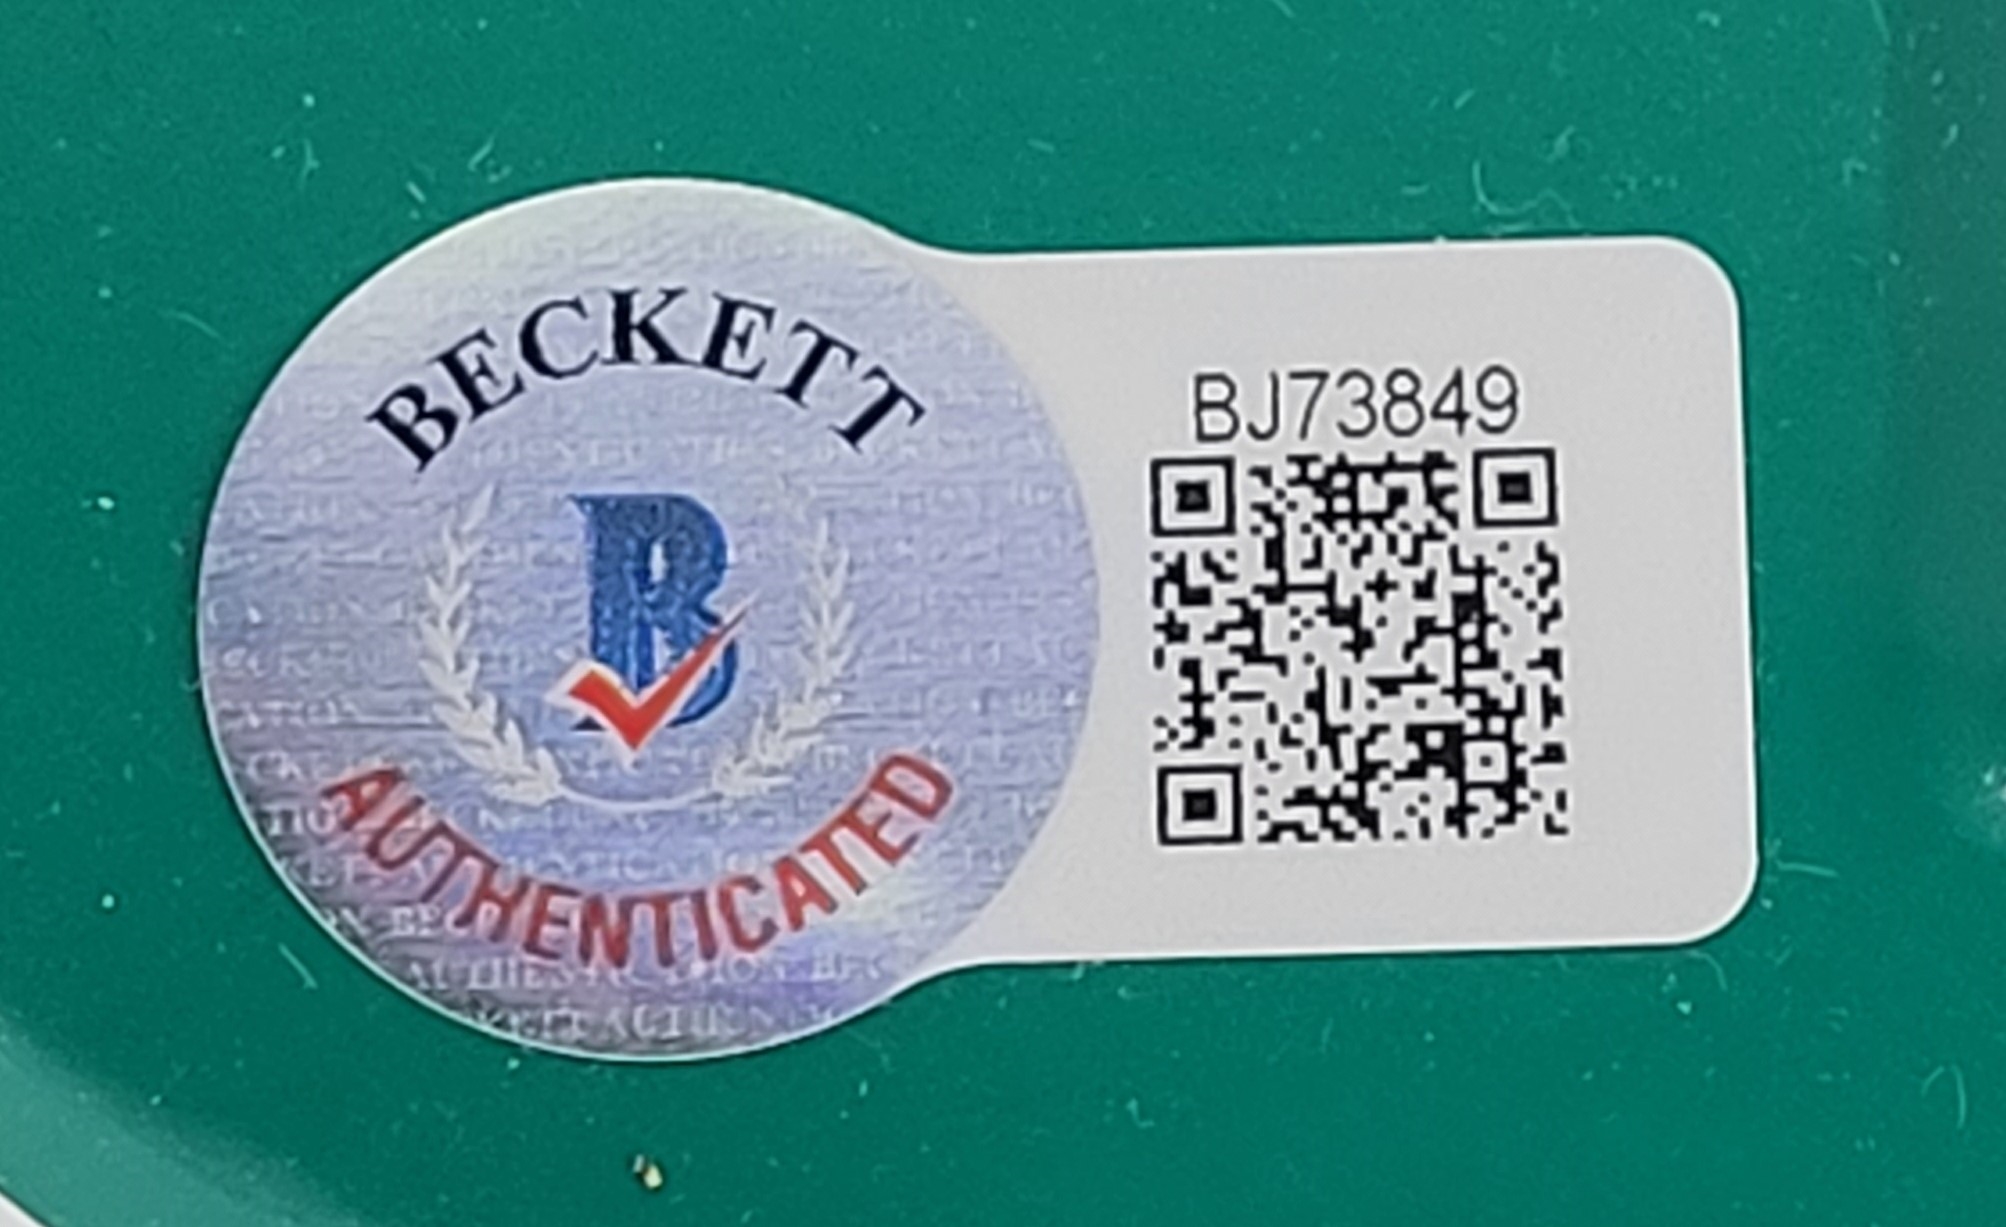 BECKETT
B
AUTHENTICATED
BJ73849